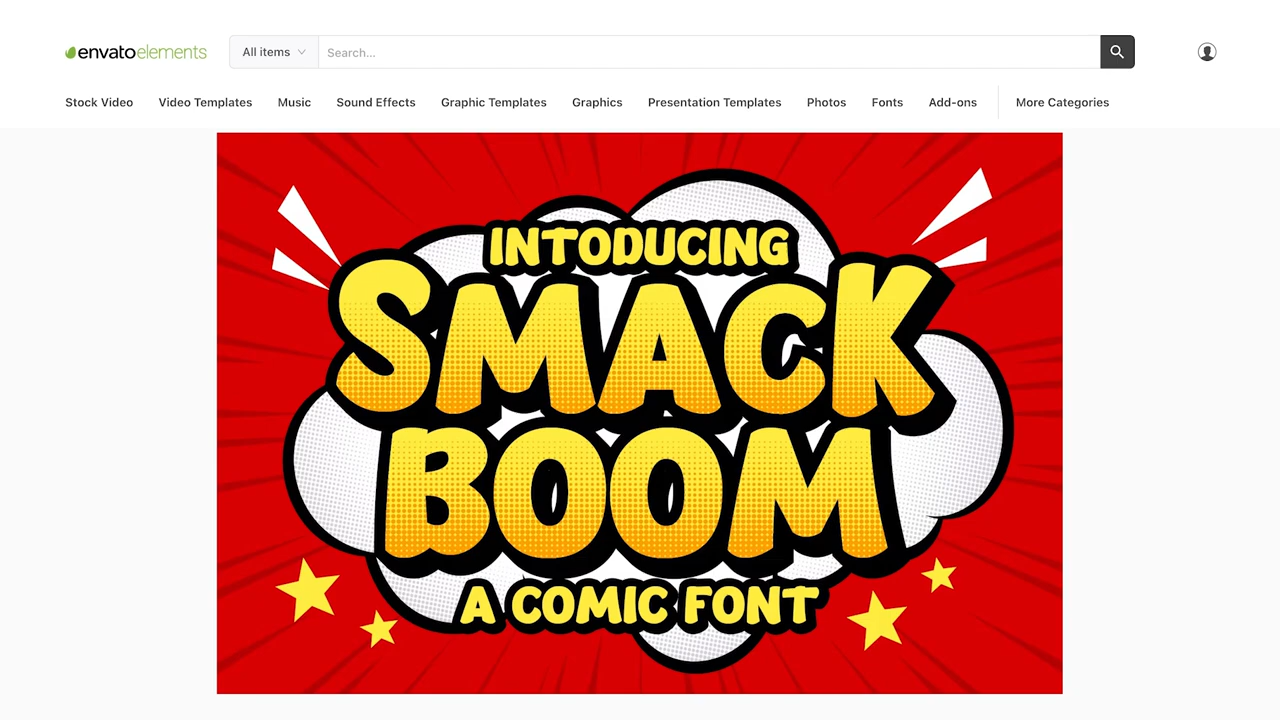 envatoelements All items Search...
Stock Video Video Templates Music Sound Effects Graphic Templates Graphics Presentation Templates Photos Fonts Add-ons More Categories
INTODUCING
SMACK
BOOM
A COMIC FONT